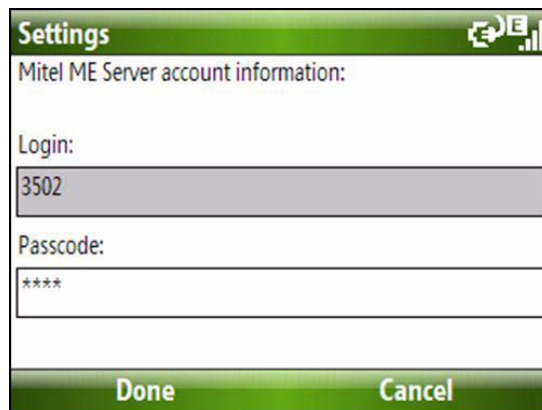 Settings
E
Mitel ME Server account information:
Login:
3502
Passcode:
****
Done Cancel